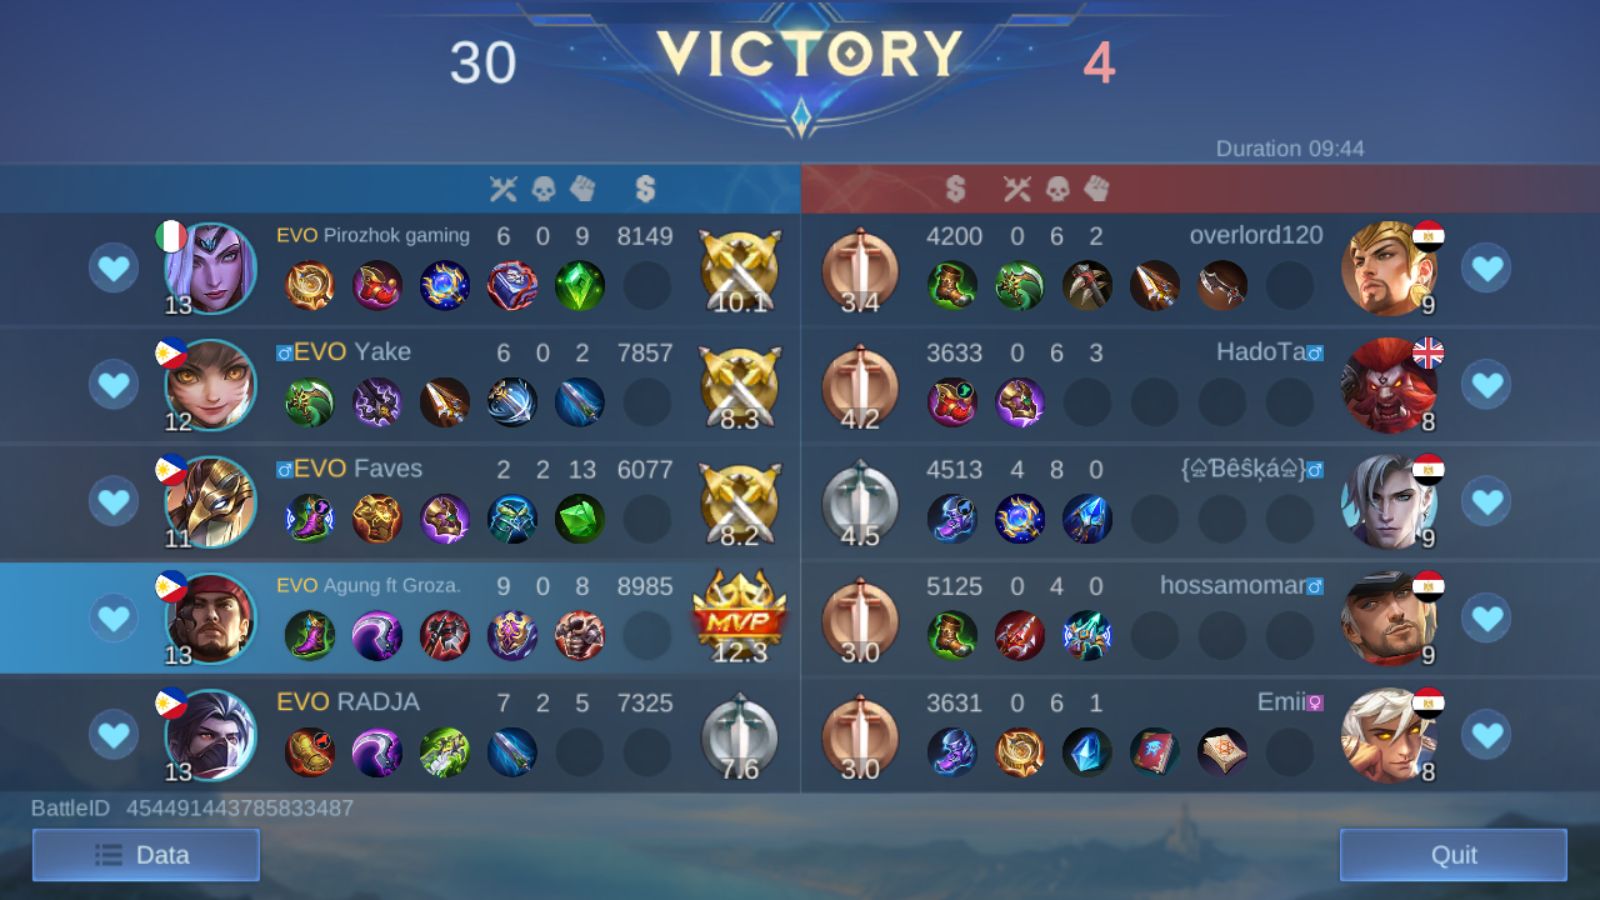 30 VICTORY 4
Duration 09:44
EVO Pirozhok gaming 6 0 9 8149
13 10.1
3.4 4200 0 6 2 overlord120
9
EVO Yake 6 0 2 7857
12 8.3
4.2 3633 0 6 3 HadoTa
8
EVO Faves 2 2 13 6077
11 8.2
4.5 4513 4 8 0 {♤Ɓêŝķá♤}
9
EVO Agung ft Groza. 9 0 8 8985
MVP
13 12.3
3.0 5125 0 4 0 hossamomar
9
EVO RADJA 7 2 5 7325
13 7.6
3.0 3631 0 6 1 Emii
8
BattleID 454491443785833487
Data
Quit